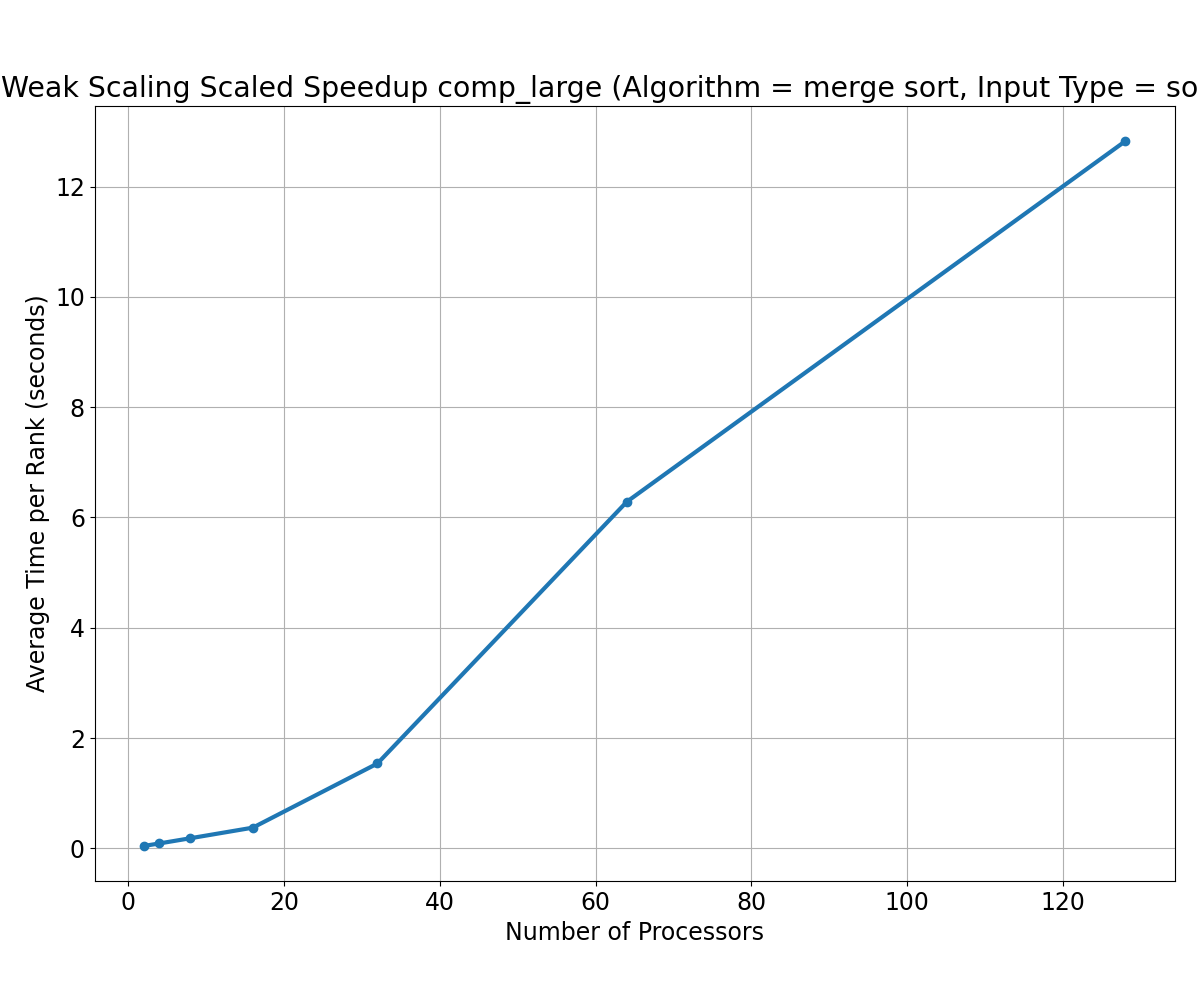 Weak Scaling Scaled Speedup comp_large (Algorithm = merge sort, Input Type = so
Average Time per Rank (seconds)
12
10
8
6
4
2
0
0 20 40 60 80 100 120
Number of Processors